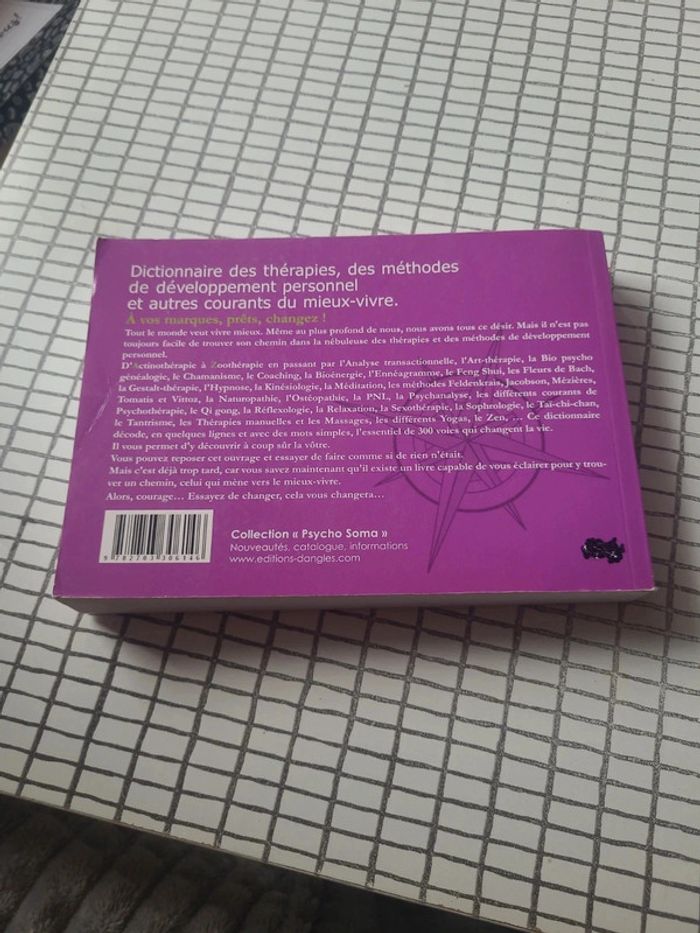 Dictionnaire des thérapies, des méthodes
de développement personnel
et autres courants du mieux-vivre.
À vos marques, prêts, changez !
Tout le monde veut vivre mieux. Même au plus profond de nous, nous avons tous ce désir. Mais il n'est pas
toujours facile de trouver son chemin dans la nébuleuse des thérapies et des méthodes de développement
personnel.
D'Actinothérapie à Zoothérapie en passant par l'Analyse transactionnelle, l'Art-thérapie, la Bio psycho
généalogie, le Chamanisme, le Coaching, la Bioénergie, l'Ennéagramme, le Feng Shui, les Fleurs de Bach,
la Gestalt-thérapie, l'Hypnose, la Kinésiologie, la Méditation, les méthodes Feldenkrais, Jacobson, Mézières,
Tomatis et Vittoz, la Naturopathie, l'Ostéopathie, la PNL, la Psychanalyse, les différents courants de
Psychothérapie, le Qi gong, la Réflexologie, la Relaxation, la Sexothérapie, la Sophrologie, le Taï-chi-chan,
le Tantrisme, les Thérapies manuelles et les Massages, les différents Yogas, le Zen, … Ce dictionnaire
décode, en quelques lignes et avec des mots simples, l'essentiel de 300 voies qui changent la vie.
Il vous permet d'y découvrir à coup sûr la vôtre.
Vous pouvez reposer cet ouvrage et essayer de faire comme si de rien n'était.
Mais c'est déjà trop tard, car vous savez maintenant qu'il existe un livre capable de vous éclairer pour y trou-
ver un chemin, celui qui mène vers le mieux-vivre.
Alors, courage… Essayez de changer, cela vous changera…
Collection « Psycho Soma »
Nouveautés, catalogue, informations
www.editions-dangles.com
9 782703 306146